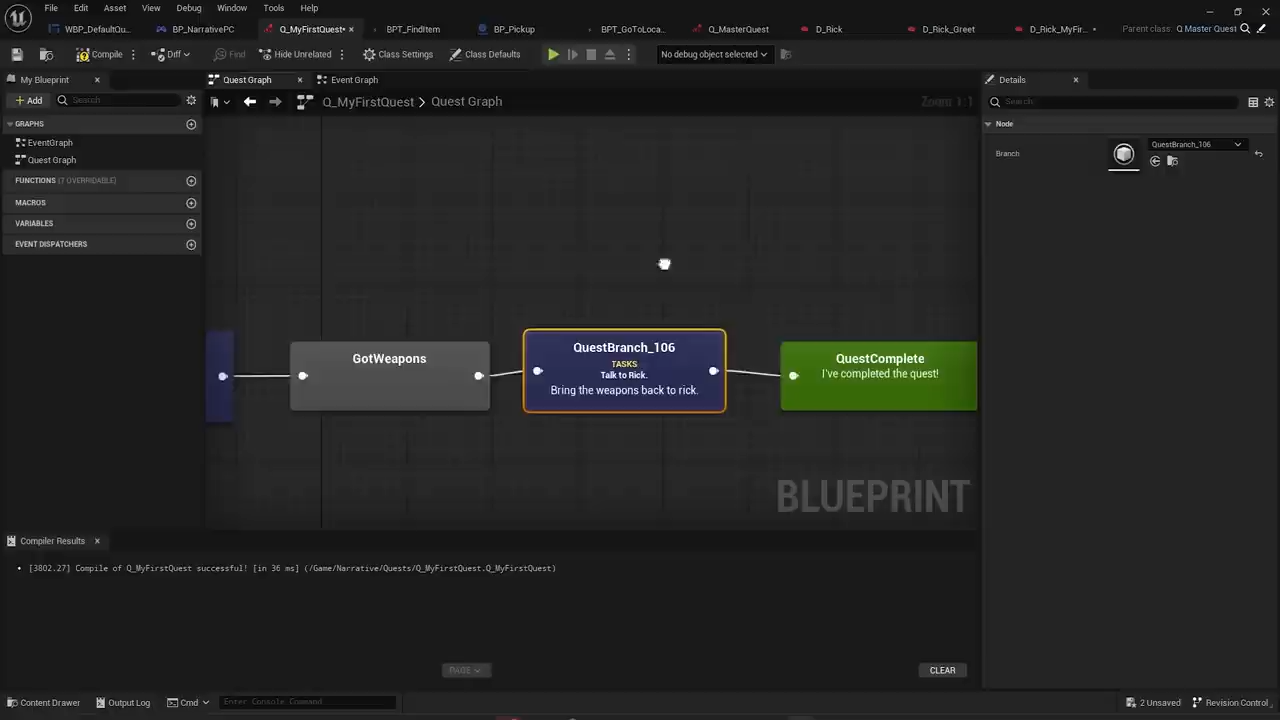 File Edit Asset View Debug Window Tools Help
WBP_DefaultQu... BP_NarrativePC Q_MyFirstQuest• BPT_FindItem BP_Pickup BPT_GoToLoca... Q_MasterQuest D_Rick D_Rick_Greet D_Rick_MyFir... Parent class: Q Master Quest
Compile Diff Find Hide Unrelated Class Settings Class Defaults No debug object selected
My Blueprint Quest Graph Event Graph Details
Add Search Q_MyFirstQuest > Quest Graph Zoom 1:1 Search
GRAPHS Node
EventGraph Branch QuestBranch_106
Quest Graph
FUNCTIONS (7 OVERRIDABLE)
MACROS
VARIABLES
EVENT DISPATCHERS
GotWeapons QuestBranch_106 QuestComplete
TASKS I've completed the quest!
Talk to Rick.
Bring the weapons back to rick.
BLUEPRINT
Compiler Results
[3802.27] Compile of Q_MyFirstQuest successful! [in 36 ms] (/Game/Narrative/Quests/Q_MyFirstQuest.Q_MyFirstQuest)
PAGE CLEAR
Content Drawer Output Log Cmd Enter Console Command 2 Unsaved Revision Control